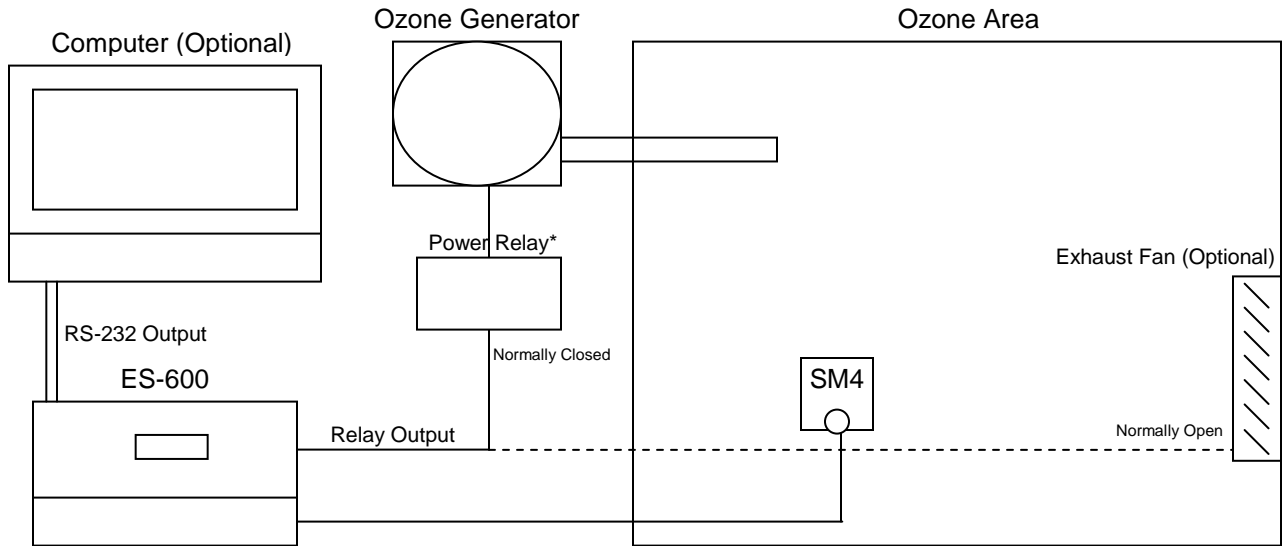 Ozone Generator
Ozone Area
Computer (Optional)
Power Relay*
Exhaust Fan (Optional)
RS-232 Output
Normally Closed
ES-600
SM4
Relay Output
Normally Open